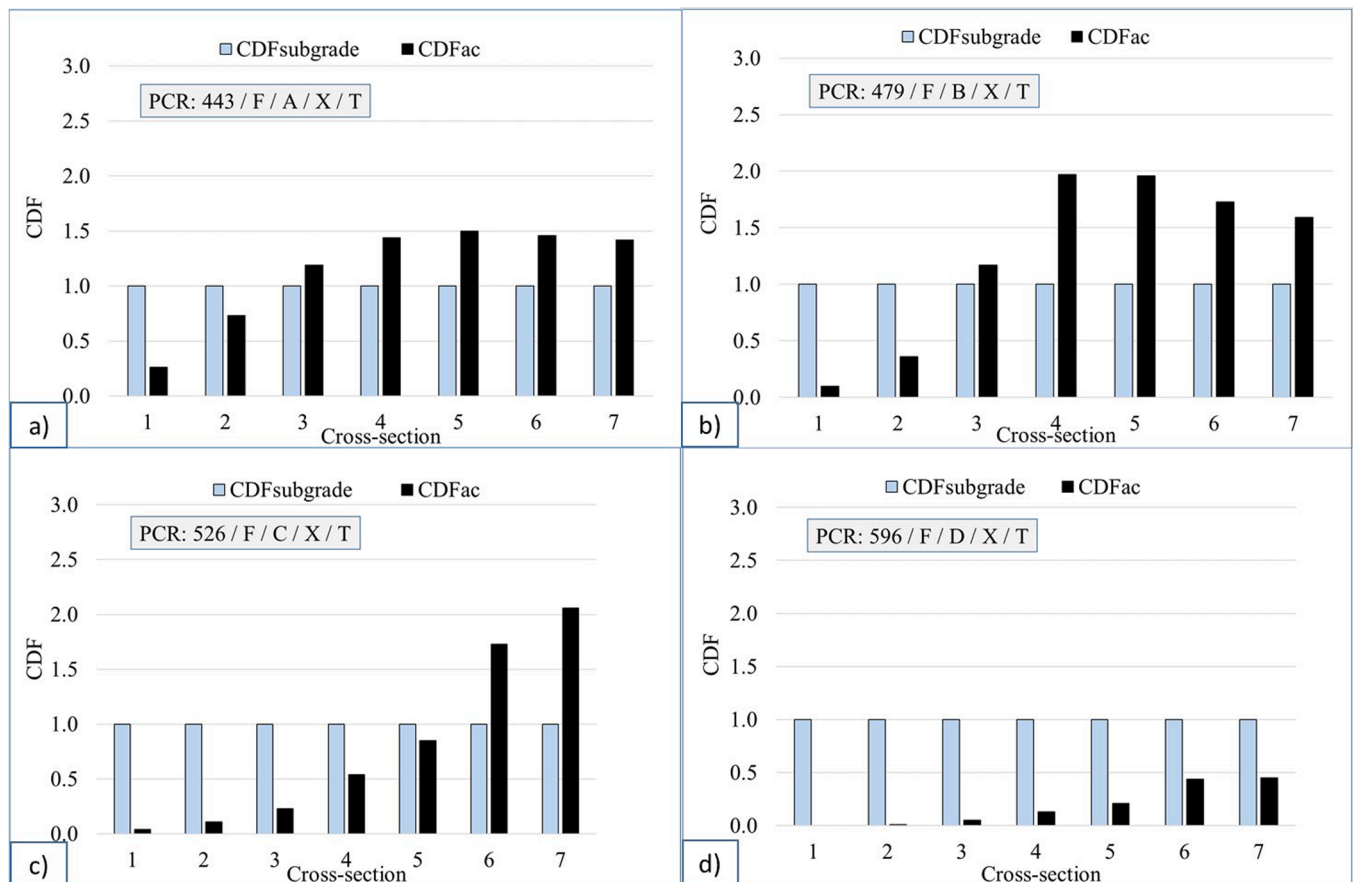 CDFsubgrade CDFac
3.0
PCR: 443 / F / A / X / T
2.5
2.0
CDF
1.5
1.0
0.5
0.0
1 2 3 4 5 6 7
Cross-section
a)
CDFsubgrade CDFac
3.0
PCR: 479 / F / B / X / T
2.5
2.0
CDF
1.5
1.0
0.5
0.0
1 2 3 4 5 6 7
Cross-section
b)
CDFsubgrade CDFac
3.0
PCR: 526 / F / C / X / T
2.5
2.0
CDF
1.5
1.0
0.5
0.0
1 2 3 4 5 6 7
Cross-section
c)
CDFsubgrade CDFac
3.0
PCR: 596 / F / D / X / T
2.5
2.0
CDF
1.5
1.0
0.5
0.0
1 2 3 4 5 6 7
Cross-section
d)